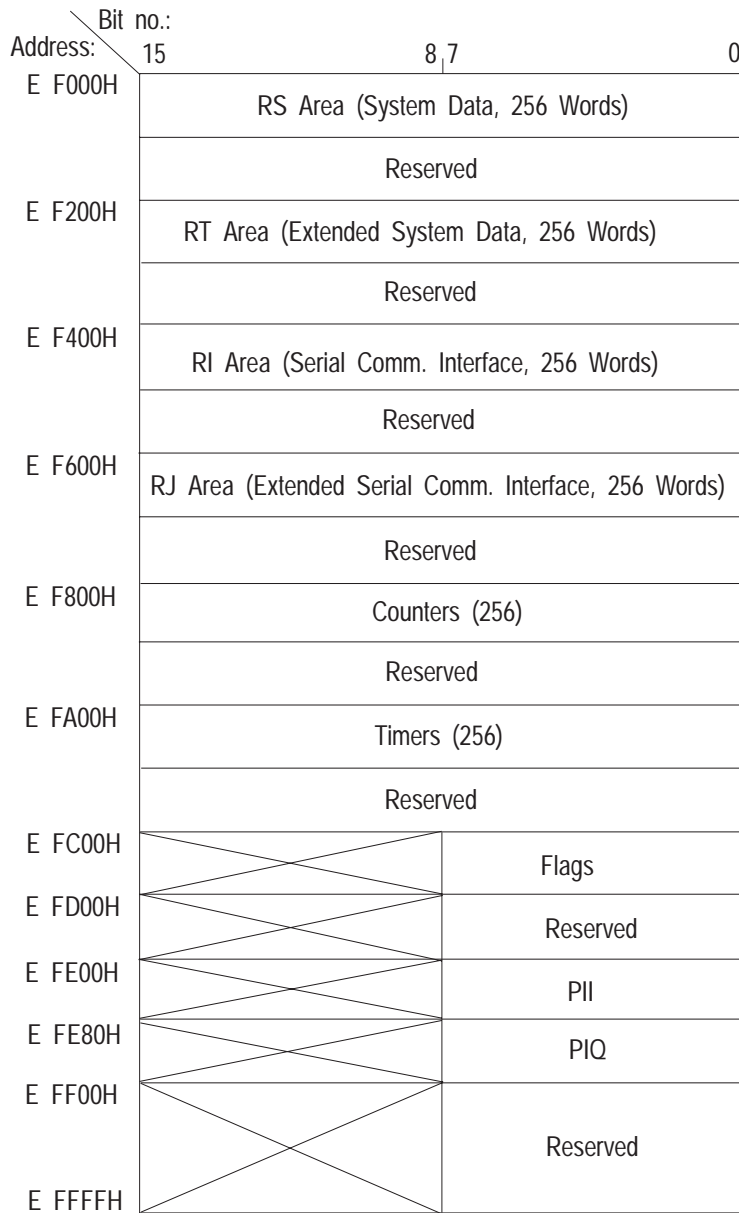 Bit no.:
Address: 15 8 7 0
E F000H
RS Area (System Data, 256 Words)
Reserved
E F200H
RT Area (Extended System Data, 256 Words)
Reserved
E F400H
RI Area (Serial Comm. Interface, 256 Words)
Reserved
E F600H
RJ Area (Extended Serial Comm. Interface, 256 Words)
Reserved
E F800H
Counters (256)
Reserved
E FA00H
Timers (256)
Reserved
E FC00H
Flags
E FD00H
Reserved
E FE00H
PII
E FE80H
PIQ
E FF00H
Reserved
E FFFFH